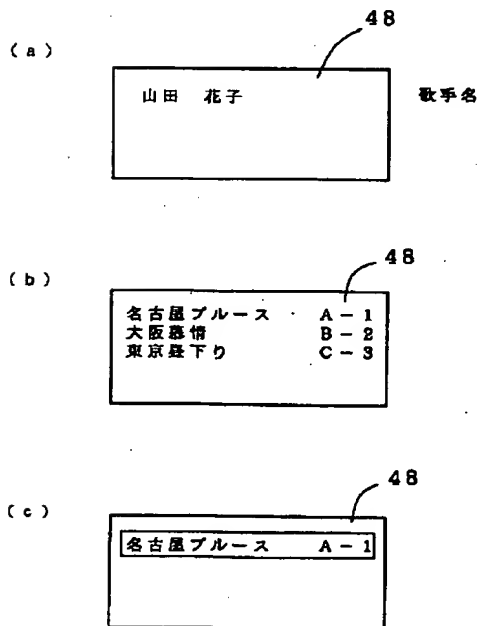 48
(a)
山田 花子 歌手名
48
(b)
名古屋ブルース A-1
大阪慕情 B-2
東京昼下り C-3
48
(c)
名古屋ブルース A-1